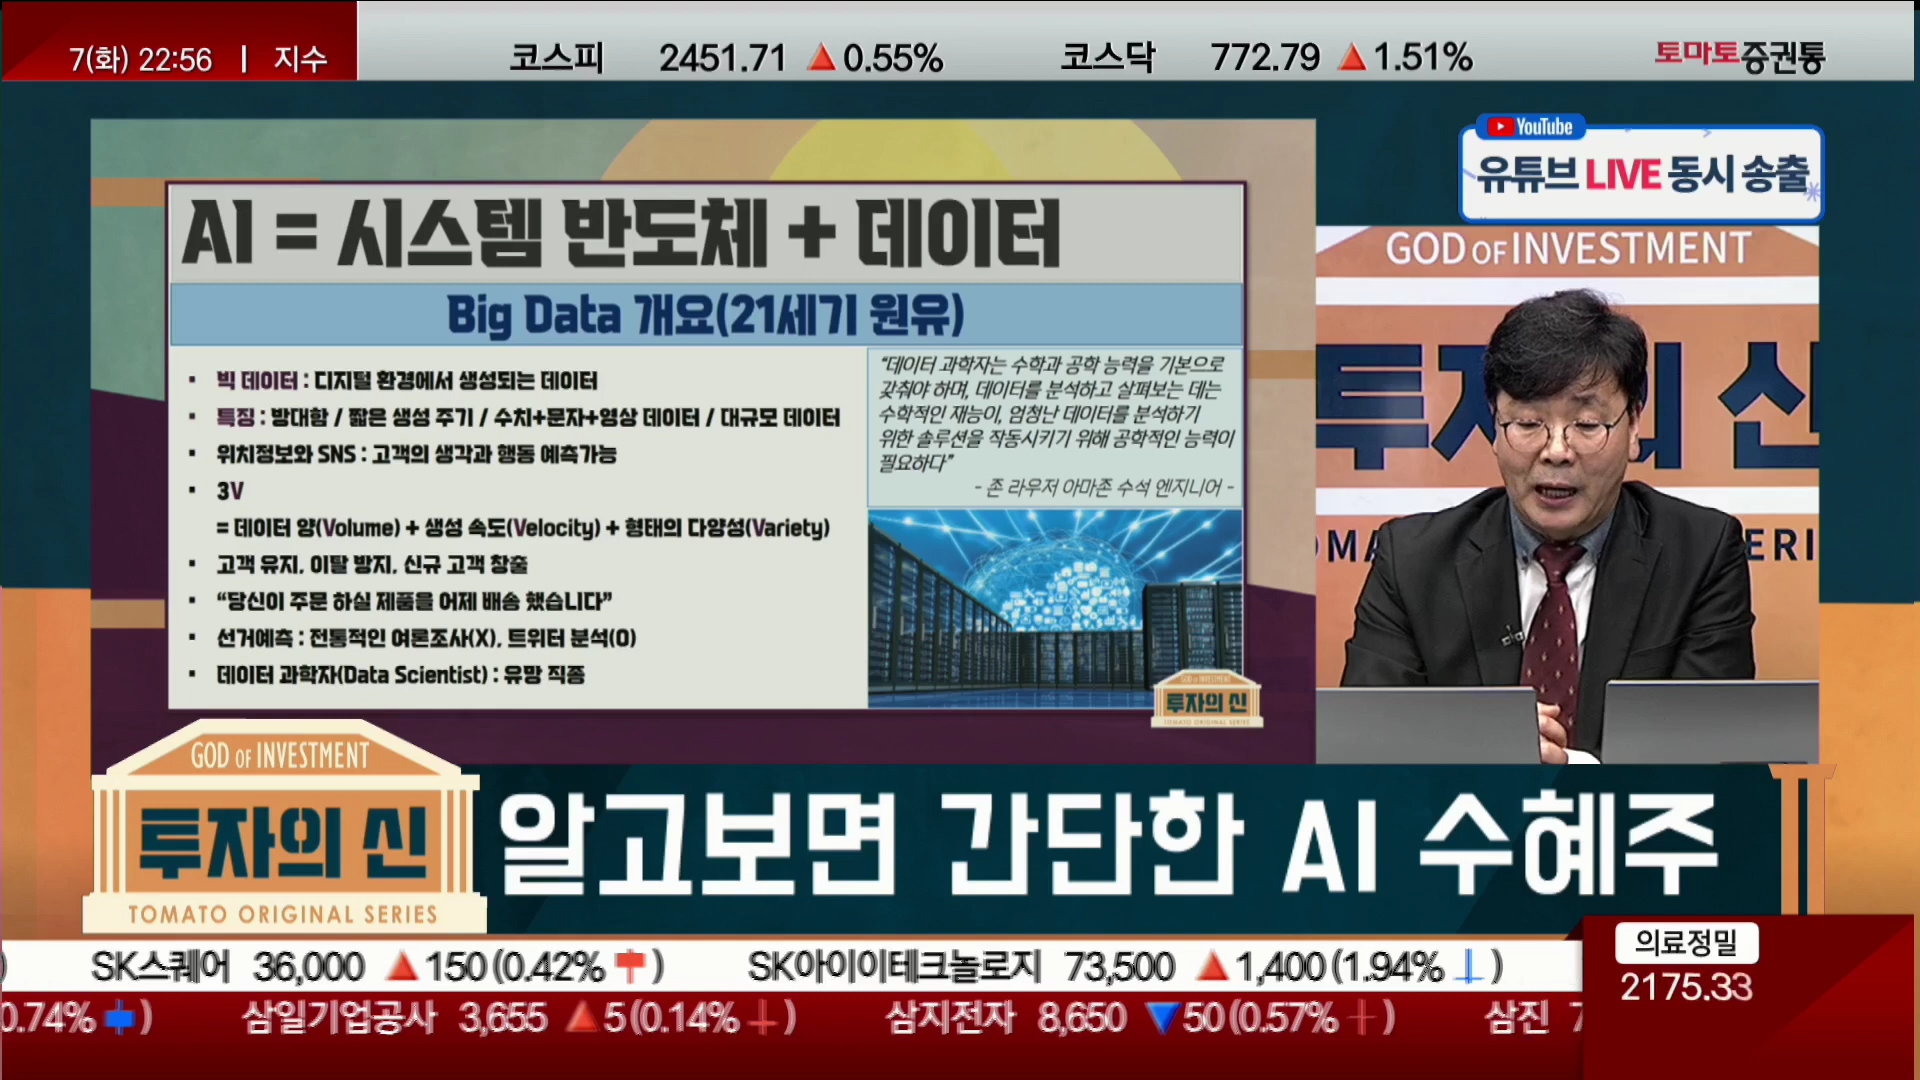 7(화) 22:56 | 지수
코스피 2451.71 ▲0.55%
코스닥 772.79 ▲1.51%
토마토증권통
YouTube
유튜브 LIVE 동시 송출
AI = 시스템 반도체 + 데이터
Big Data 개요(21세기 원유)
▪ 빅 데이터 : 디지털 환경에서 생성되는 데이터
▪ 특징 : 방대함 / 짧은 생성 주기 / 수치+문자+영상 데이터 / 대규모 데이터
▪ 위치정보와 SNS : 고객의 생각과 행동 예측가능
▪ 3V
= 데이터 양(Volume) + 생성 속도(Velocity) + 형태의 다양성(Variety)
▪ 고객 유지, 이탈 방지, 신규 고객 창출
▪ “당신이 주문 하실 제품을 어제 배송 했습니다”
▪ 선거예측 : 전통적인 여론조사(X), 트위터 분석(O)
▪ 데이터 과학자(Data Scientist) : 유망 직종
“데이터 과학자는 수학과 공학 능력을 기본으로
갖춰야 하며, 데이터를 분석하고 살펴보는 데는
수학적인 재능이, 엄청난 데이터를 분석하기
위한 솔루션을 작동시키기 위해 공학적인 능력이
필요하다”
- 존 라우저 아마존 수석 엔지니어 -
GOD OF INVESTMENT
투자의 신
TOMATO ORIGINAL SERIES
GOD OF INVESTMENT
투자의 신
OMA ERI
GOD OF INVESTMENT
투자의 신
TOMATO ORIGINAL SERIES
알고보면 간단한 AI 수혜주
) SK스퀘어 36,000 ▲150(0.42% ) SK아이이테크놀로지 73,500 ▲1,400(1.94% )
0.74% ) 삼일기업공사 3,655 ▲5(0.14% ) 삼지전자 8,650 ▼50(0.57% ) 삼진 7
의료정밀
2175.33